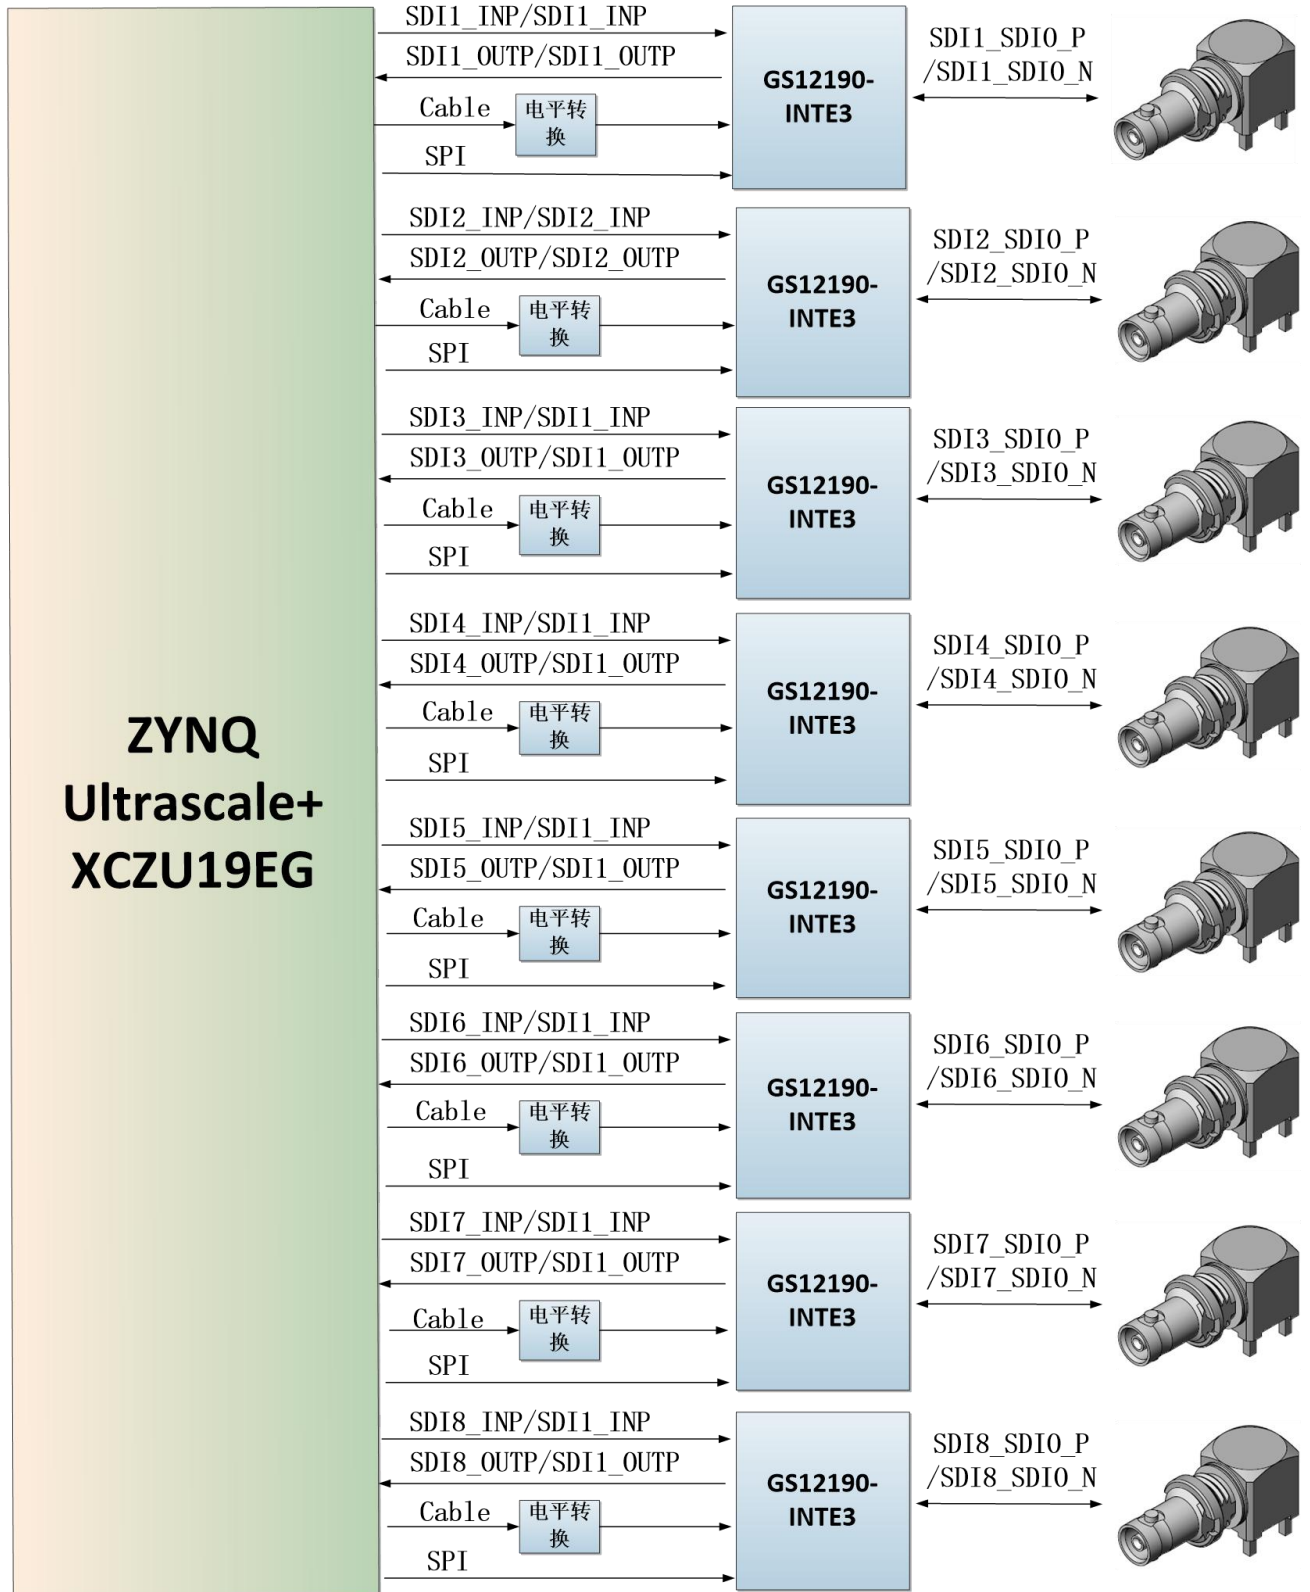 ZYNQ
Ultrascale+
XCZU19EG
SDI1_INP/SDI1_INP
SDI1_OUTP/SDI1_OUTP
Cable
电平转
换
SPI
GS12190-
INTE3
SDI1_SDIO_P
/SDI1_SDIO_N
SDI2_INP/SDI2_INP
SDI2_OUTP/SDI2_OUTP
Cable
电平转
换
SPI
GS12190-
INTE3
SDI2_SDIO_P
/SDI2_SDIO_N
SDI3_INP/SDI1_INP
SDI3_OUTP/SDI1_OUTP
Cable
电平转
换
SPI
GS12190-
INTE3
SDI3_SDIO_P
/SDI3_SDIO_N
SDI4_INP/SDI1_INP
SDI4_OUTP/SDI1_OUTP
Cable
电平转
换
SPI
GS12190-
INTE3
SDI4_SDIO_P
/SDI4_SDIO_N
SDI5_INP/SDI1_INP
SDI5_OUTP/SDI1_OUTP
Cable
电平转
换
SPI
GS12190-
INTE3
SDI5_SDIO_P
/SDI5_SDIO_N
SDI6_INP/SDI1_INP
SDI6_OUTP/SDI1_OUTP
Cable
电平转
换
SPI
GS12190-
INTE3
SDI6_SDIO_P
/SDI6_SDIO_N
SDI7_INP/SDI1_INP
SDI7_OUTP/SDI1_OUTP
Cable
电平转
换
SPI
GS12190-
INTE3
SDI7_SDIO_P
/SDI7_SDIO_N
SDI8_INP/SDI1_INP
SDI8_OUTP/SDI1_OUTP
Cable
电平转
换
SPI
GS12190-
INTE3
SDI8_SDIO_P
/SDI8_SDIO_N